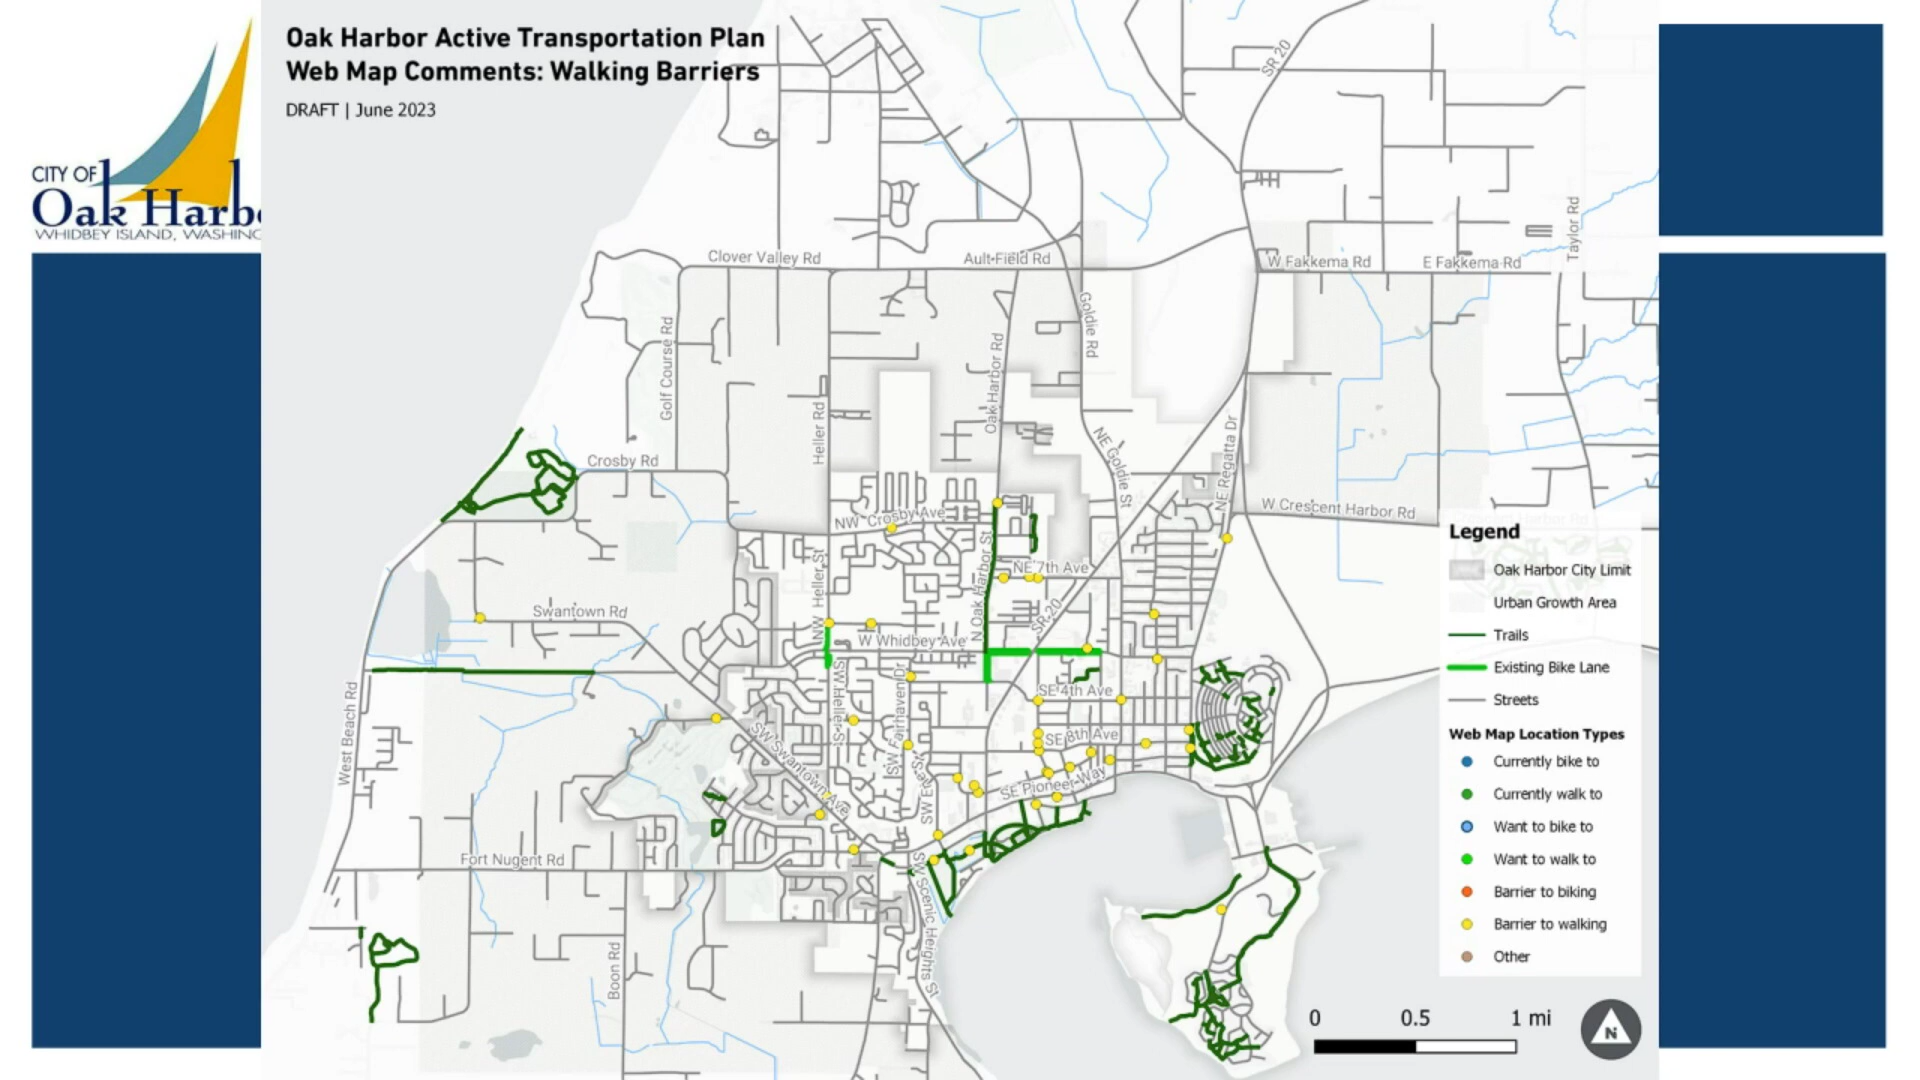 Oak Harbor Active Transportation Plan
Web Map Comments: Walking Barriers
DRAFT | June 2023
CITY OF
Oak Harb
WHIDBEY ISLAND, WASHING
SR 20
Taylor Rd
Clover Valley Rd
Ault Field Rd
W Fakkema Rd
E Fakkema Rd
Golf Course Rd
Goldie Rd
Oak Harbor Rd
Heller Rd
NE Goldie St
NE Regatta Dr
Crosby Rd
W Crescent Harbor Rd
NW Crosby Ave
N Oak Harbor St
NE 7th Ave
NW Heller St
Swantown Rd
SR 20
W Whidbey Ave
SW Heller S
SW Fairhaven Dr
SE 4th Ave
West Beach Rd
SW Swantown Ave
SE 8th Ave
SE Pioneer Way
Fort Nugent Rd
SW Scenic Heights St
Boon Rd
Legend
Oak Harbor City Limit
Urban Growth Area
Trails
Existing Bike Lane
Streets
Web Map Location Types
Currently bike to
Currently walk to
Want to bike to
Want to walk to
Barrier to biking
Barrier to walking
Other
0 0.5 1 mi
N